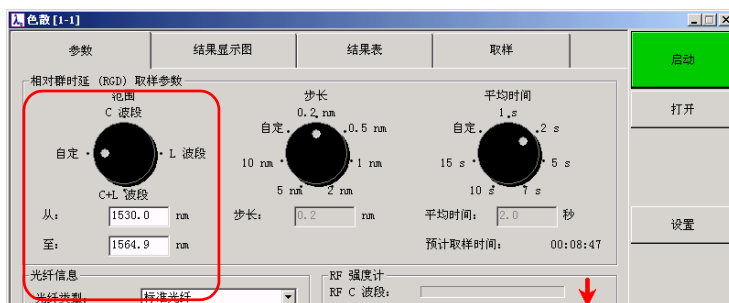 色散 [1-1]
参数 结果显示图 结果表 取样
启动
打开
设置
相对群时延 (RGD) 取样参数
范围
C 波段
自定 L 波段
C+L 波段
从: 1530.0 nm
至: 1564.9 nm
步长
0.2 nm
自定 0.5 nm
10 nm 1 nm
5 nm 2 nm
步长: 0.2 nm
平均时间
1 s
自定 2 s
15 s 5 s
10 s 7 s
平均时间: 2.0 秒
预计取样时间: 00:08:47
光纤信息
光纤类型: 标准光纤
RF 强度计
RF C 波段: